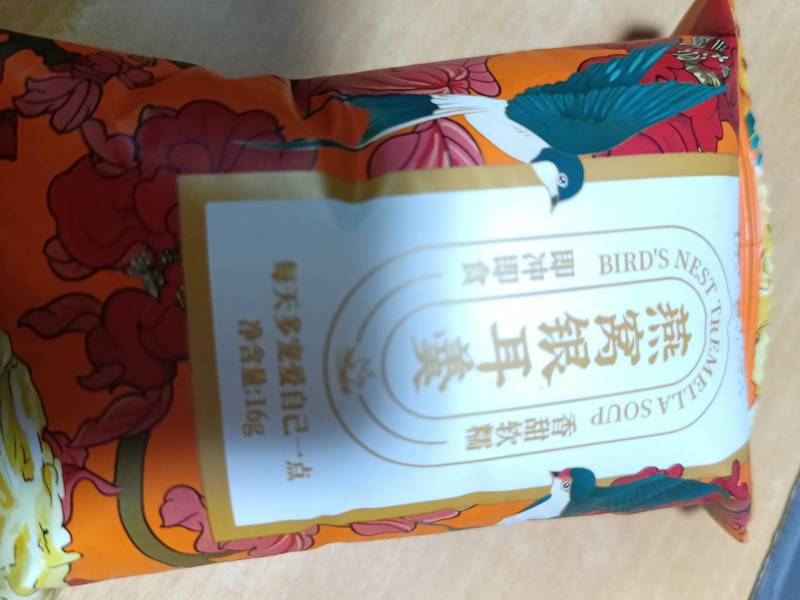 BIRD'S NEST TREMELLA SOUP
即冲即食
燕窝银耳羹
香甜软糯
每天多宠爱自己一点
净含量:16g